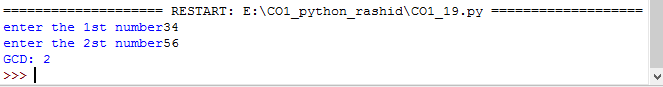 ==================== RESTART: E:\CO1_python_rashid\CO1_19.py ====================
enter the 1st number34
enter the 2st number56
GCD: 2
>>>